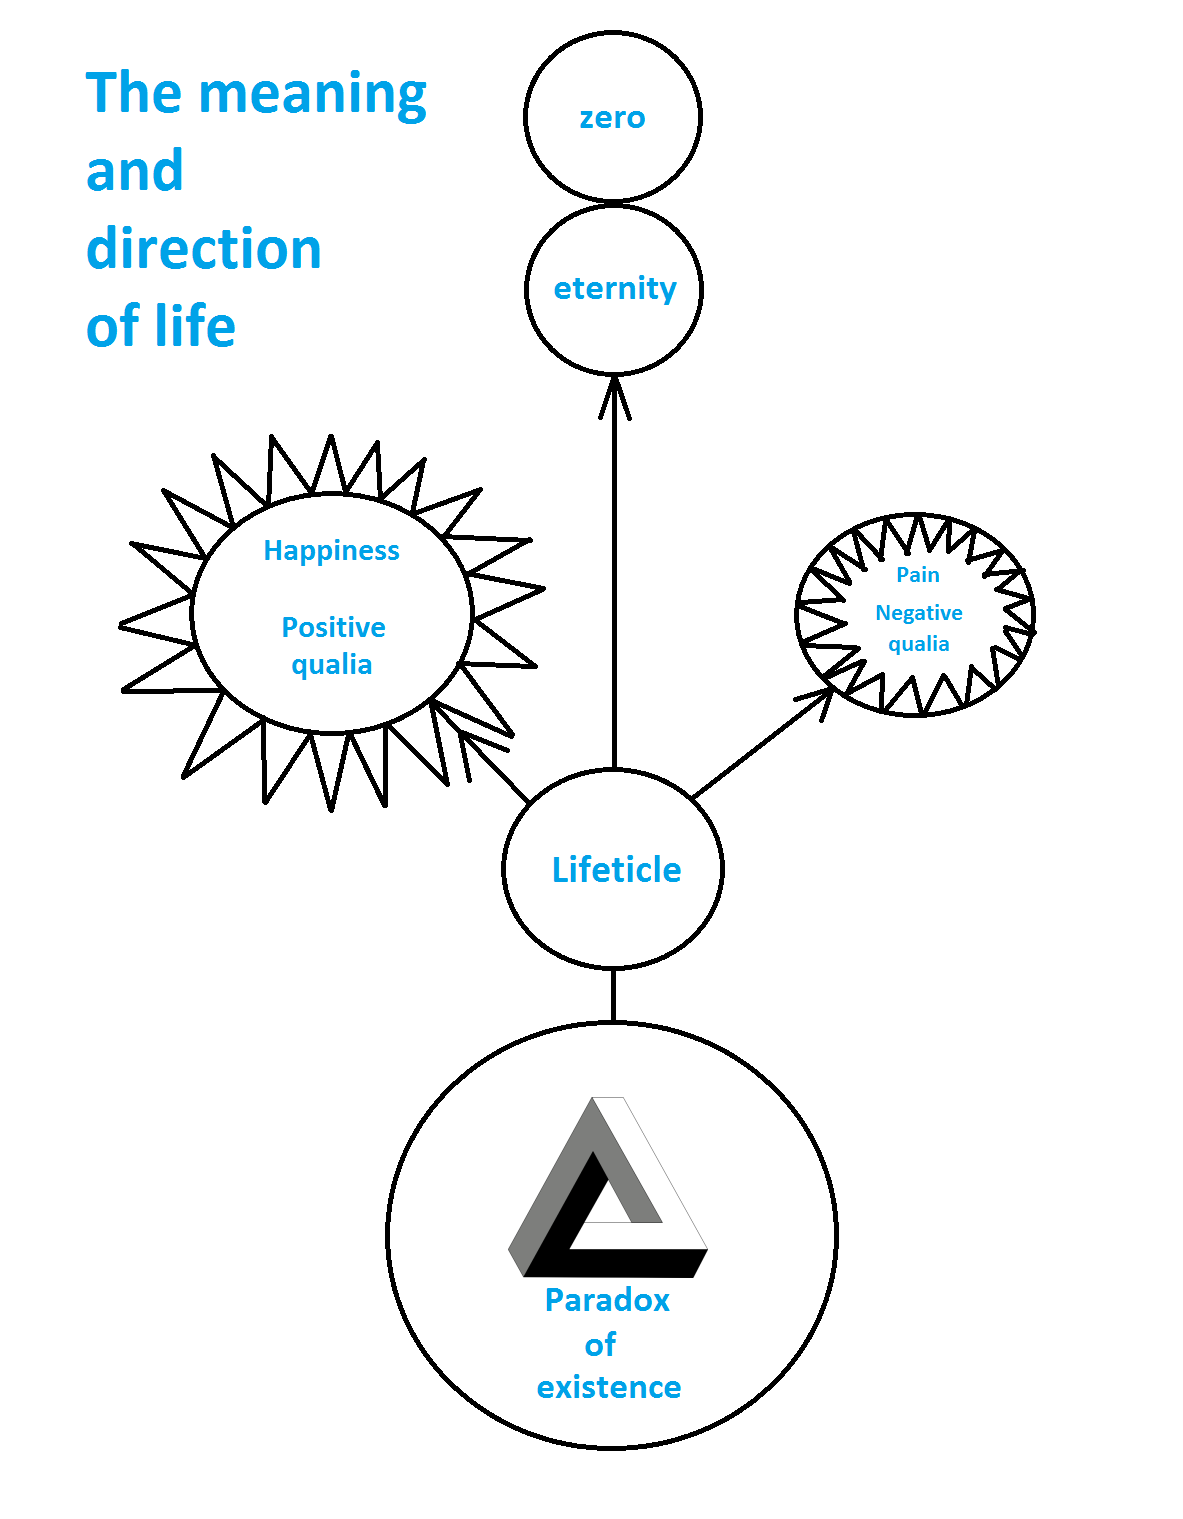 The meaning
and
direction
of life
zero
eternity
Happiness
Positive
qualia
Pain
Negative
qualia
Lifeticle
Paradox
of
existence